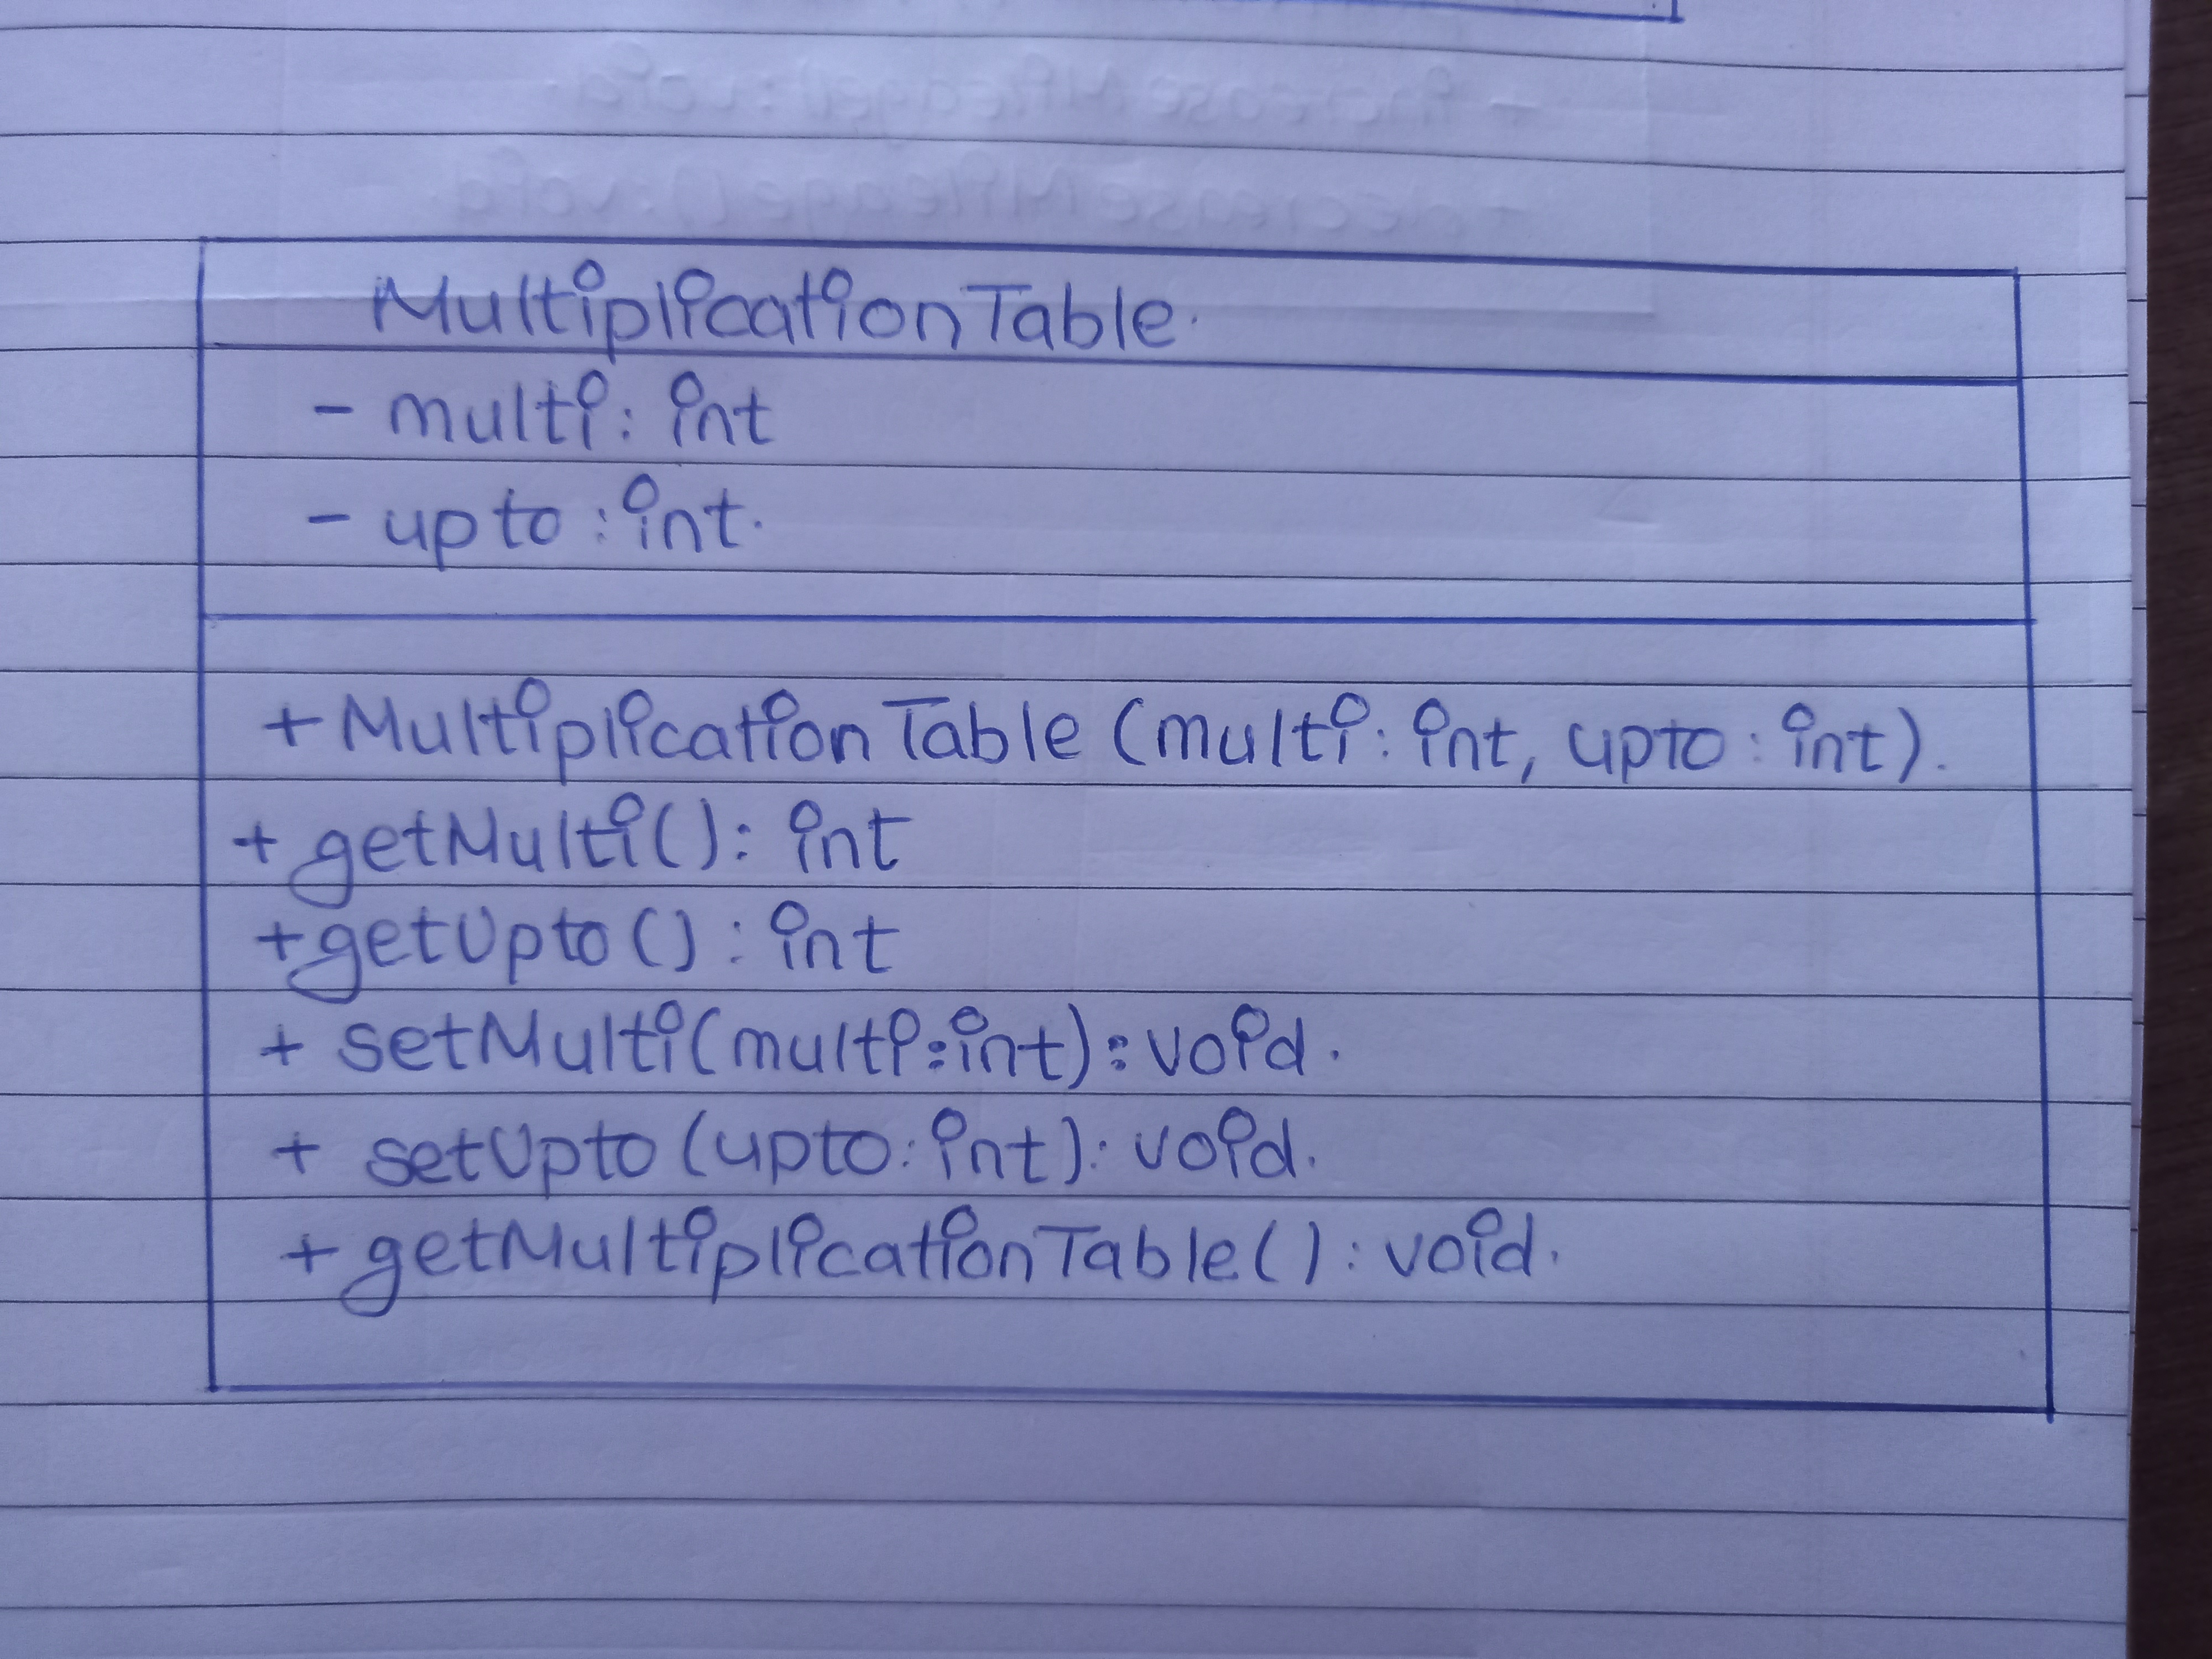 MultiplicationTable.
- multi: int
- upto : int.
+ MultiplicationTable (multi: int, upto : int).
+ getMulti(): int
+getUpto() : int
+ setMulti(multi:int): void.
+ setUpto (upto: int): void.
+ getMultiplicationTable() : void.